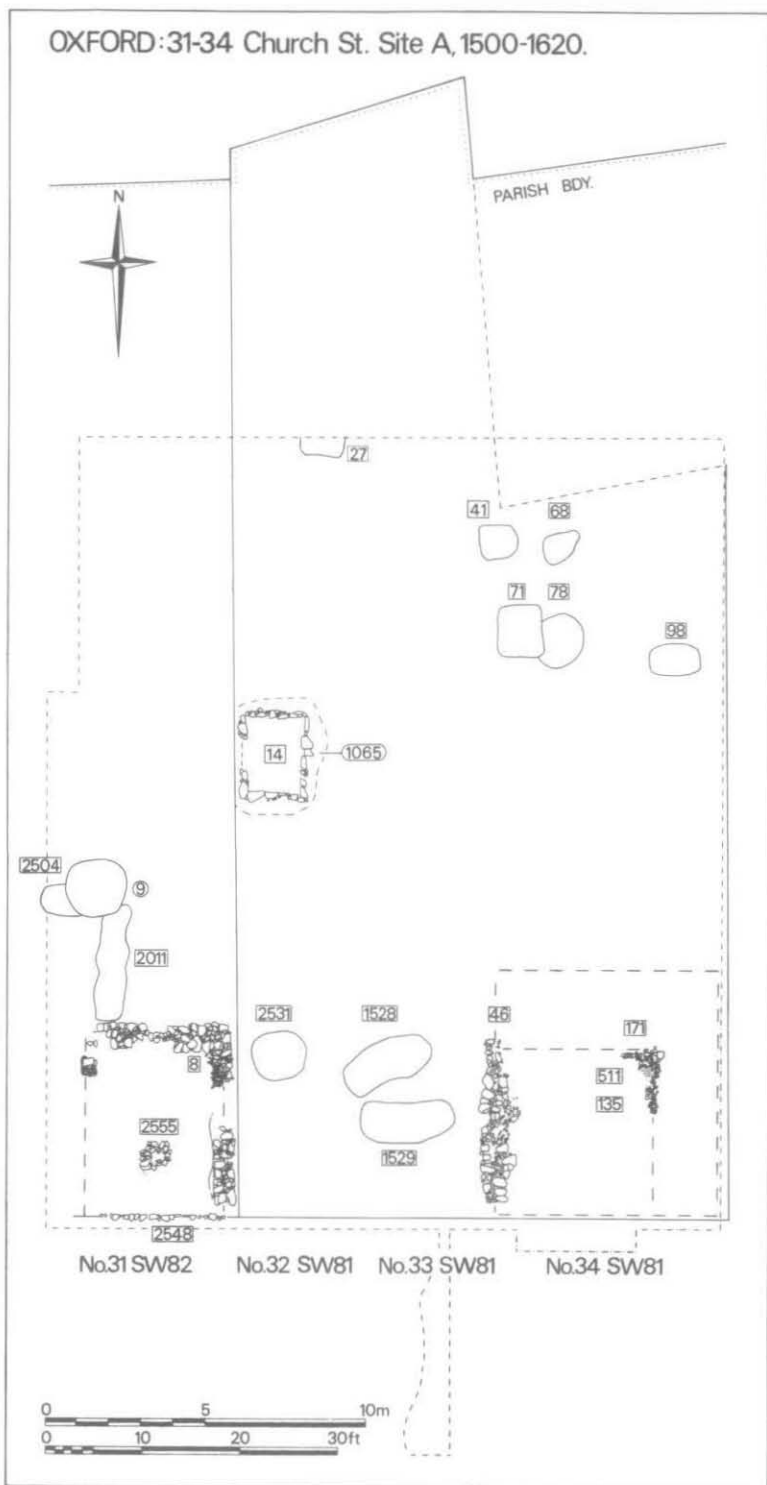 OXFORD: 31-34 Church St. Site A, 1500-1620.
PARISH BDY.
N
27
41 68
71 78
98
14 1065
2504 9
2011
2531 1528 46 171
8 511
135
2555
1529
2548
No.31 SW82 No.32 SW81 No.33 SW81 No.34 SW81
0 5 10m
0 10 20 30ft